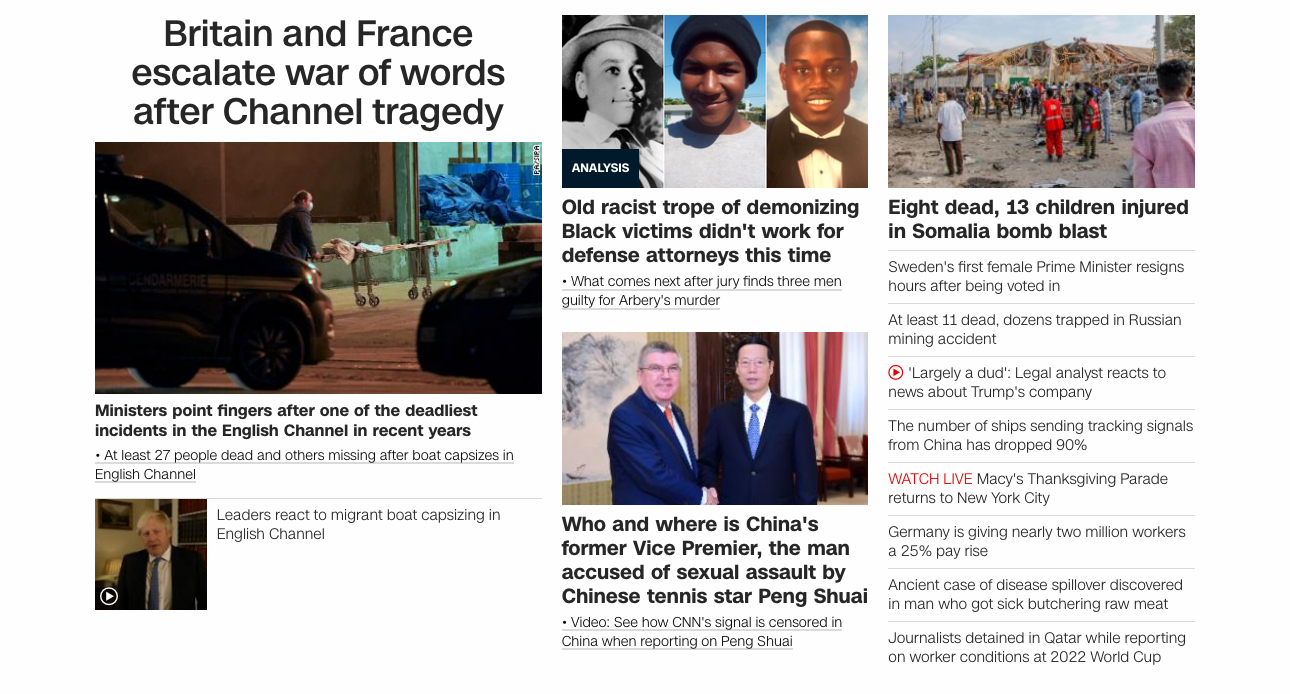 Britain and France
escalate war of words
after Channel tragedy
PA/SIPA
GENDARMERIE
Ministers point fingers after one of the deadliest
incidents in the English Channel in recent years
• At least 27 people dead and others missing after boat capsizes in
English Channel
Leaders react to migrant boat capsizing in
English Channel
ANALYSIS
Old racist trope of demonizing
Black victims didn't work for
defense attorneys this time
• What comes next after jury finds three men
guilty for Arbery's murder
Who and where is China's
former Vice Premier, the man
accused of sexual assault by
Chinese tennis star Peng Shuai
• Video: See how CNN's signal is censored in
China when reporting on Peng Shuai
Eight dead, 13 children injured
in Somalia bomb blast
Sweden's first female Prime Minister resigns
hours after being voted in
At least 11 dead, dozens trapped in Russian
mining accident
'Largely a dud': Legal analyst reacts to
news about Trump's company
The number of ships sending tracking signals
from China has dropped 90%
WATCH LIVE Macy's Thanksgiving Parade
returns to New York City
Germany is giving nearly two million workers
a 25% pay rise
Ancient case of disease spillover discovered
in man who got sick butchering raw meat
Journalists detained in Qatar while reporting
on worker conditions at 2022 World Cup